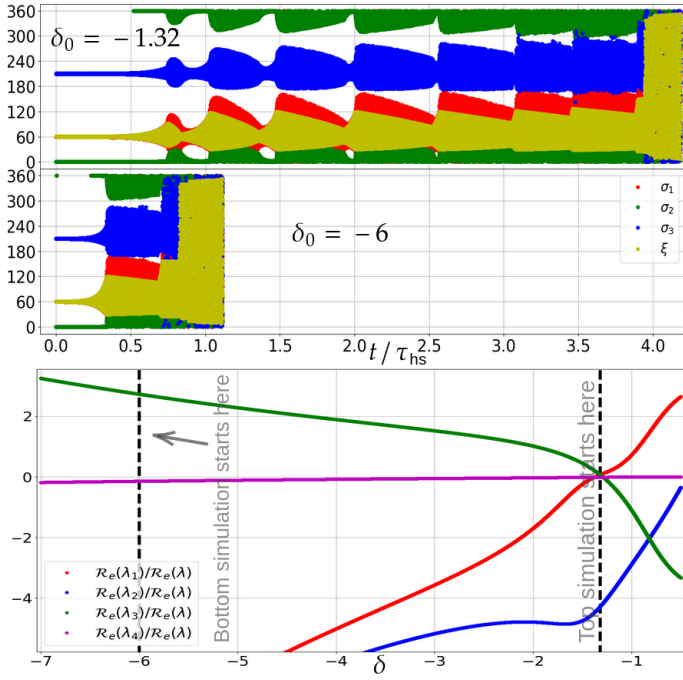 360
300
240
180
120
60
0
δ₀ = −1.32
360
300
240
180
120
60
0
δ₀ = −6
σ₁
σ₂
σ₃
ξ
0.0 0.5 1.0 1.5 2.0 2.5 3.0 3.5 4.0
t / τhs
2
0
−2
−4
Bottom simulation starts here
Top simulation starts here
Rₑ(λ₁)/Rₑ(λ)
Rₑ(λ₂)/Rₑ(λ)
Rₑ(λ₃)/Rₑ(λ)
Rₑ(λ₄)/Rₑ(λ)
−7 −6 −5 −4 −3 −2 −1
δ